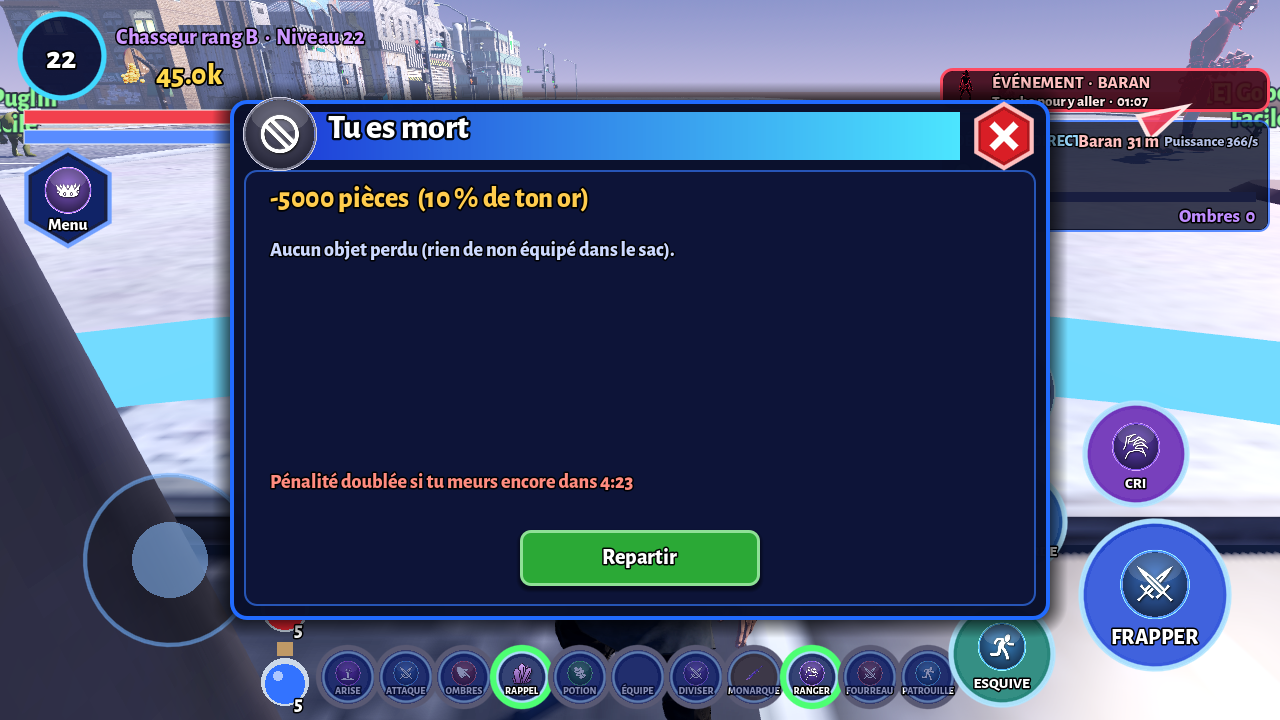 22
Chasseur rang B · Niveau 22
45.0k
ÉVÉNEMENT · BARAN
pour y aller · 01:07
Baran 31 m
Puissance 366/s
Ombres 0
Menu
Tu es mort
-5000 pièces (10 % de ton or)
Aucun objet perdu (rien de non équipé dans le sac).
Pénalité doublée si tu meurs encore dans 4:23
Repartir
CRI
FRAPPER
ESQUIVE
5
5
ARISE
ATTAQUE
OMBRES
RAPPEL
POTION
ÉQUIPE
DIVISER
MONARQUE
RANGER
FOURREAU
PATROUILLE